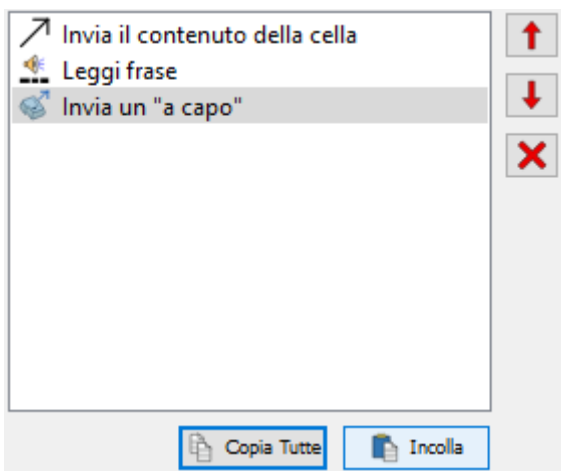 Invia il contenuto della cella
Leggi frase
Invia un "a capo"
Copia Tutte
Incolla